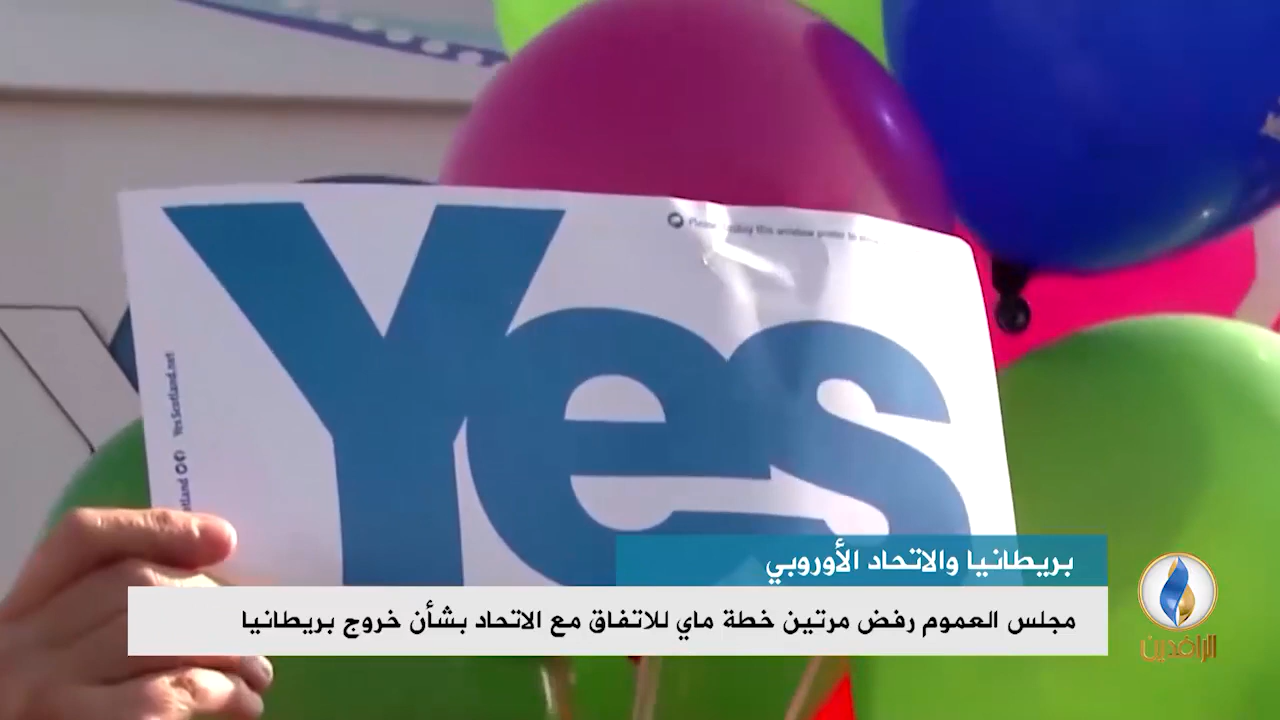 Yes
YesScotland.net
بريطانيا والاتحاد الأوروبي
مجلس العموم رفض مرتين خطة ماي للاتفاق مع الاتحاد بشأن خروج بريطانيا
الرافدين